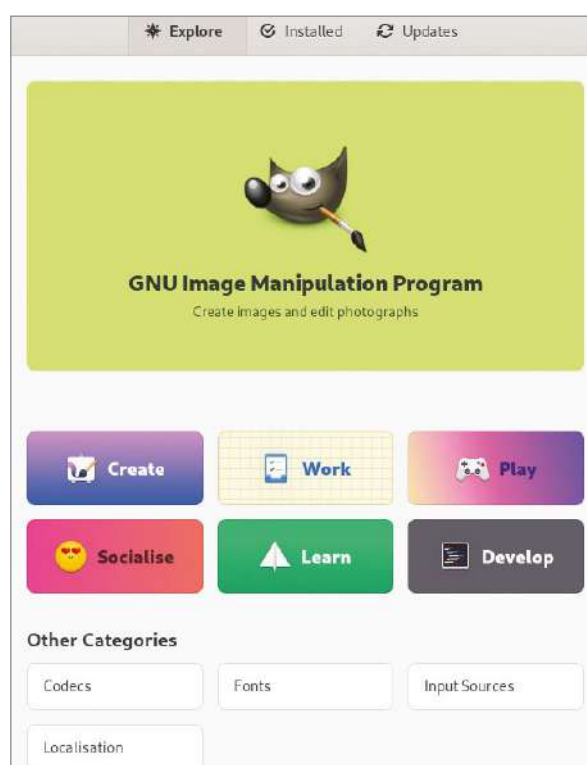 Explore Installed Updates
GNU Image Manipulation Program
Create images and edit photographs
Create Work Play
Socialise Learn Develop
Other Categories
Codecs Fonts Input Sources
Localisation